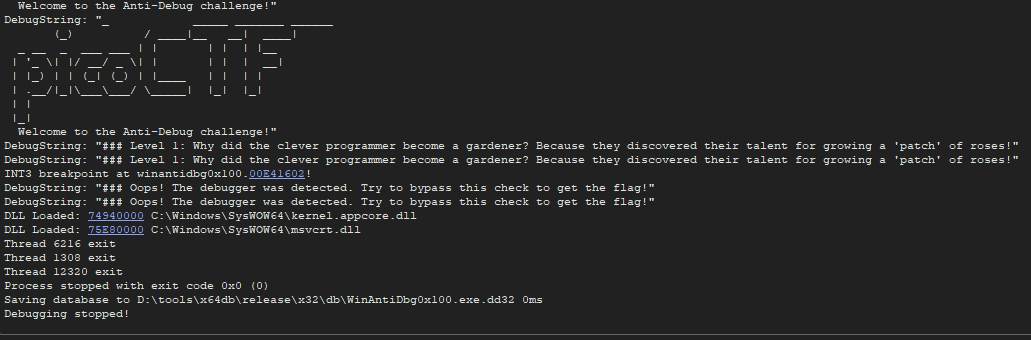 Welcome to the Anti-Debug challenge!"
DebugString: "_            _____ _______ ______
       (_)          / ____|__   __|  ____|
  _ __  _  ___ ___ | |       | |  | |__
 | '_ \| |/ __/ _ \| |       | |  |  __|
 | |_) | | (_| (_) | |____   | |  | |
 | .__/|_|\___\___/ \_____|  |_|  |_|
 | |
 |_|
  Welcome to the Anti-Debug challenge!"
DebugString: "### Level 1: Why did the clever programmer become a gardener? Because they discovered their talent for growing a 'patch' of roses!"
DebugString: "### Level 1: Why did the clever programmer become a gardener? Because they discovered their talent for growing a 'patch' of roses!"
INT3 breakpoint at winantidbg0x100.00E41602!
DebugString: "### Oops! The debugger was detected. Try to bypass this check to get the flag!"
DebugString: "### Oops! The debugger was detected. Try to bypass this check to get the flag!"
DLL Loaded: 74940000 C:\Windows\SysWOW64\kernel.appcore.dll
DLL Loaded: 75E80000 C:\Windows\SysWOW64\msvcrt.dll
Thread 6216 exit
Thread 1308 exit
Thread 12320 exit
Process stopped with exit code 0x0 (0)
Saving database to D:\tools\x64db\release\x32\db\WinAntiDbg0x100.exe.dd32 0ms
Debugging stopped!